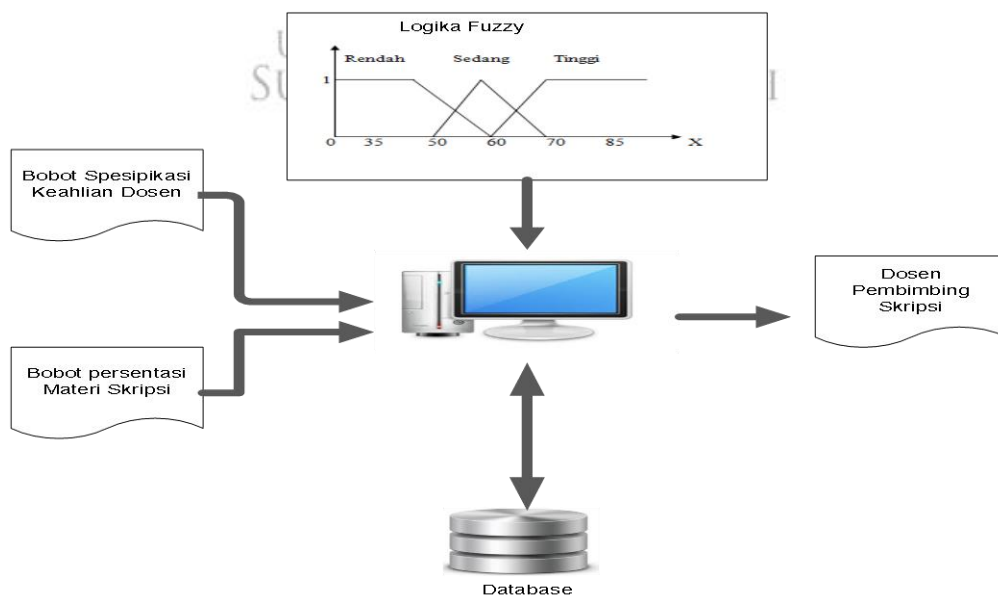 Logika Fuzzy
Rendah Sedang Tinggi
1
0 35 50 60 70 85 X
Bobot Spesipikasi
Keahlian Dosen
Bobot persentasi
Materi Skripsi
Dosen
Pembimbing
Skripsi
Database